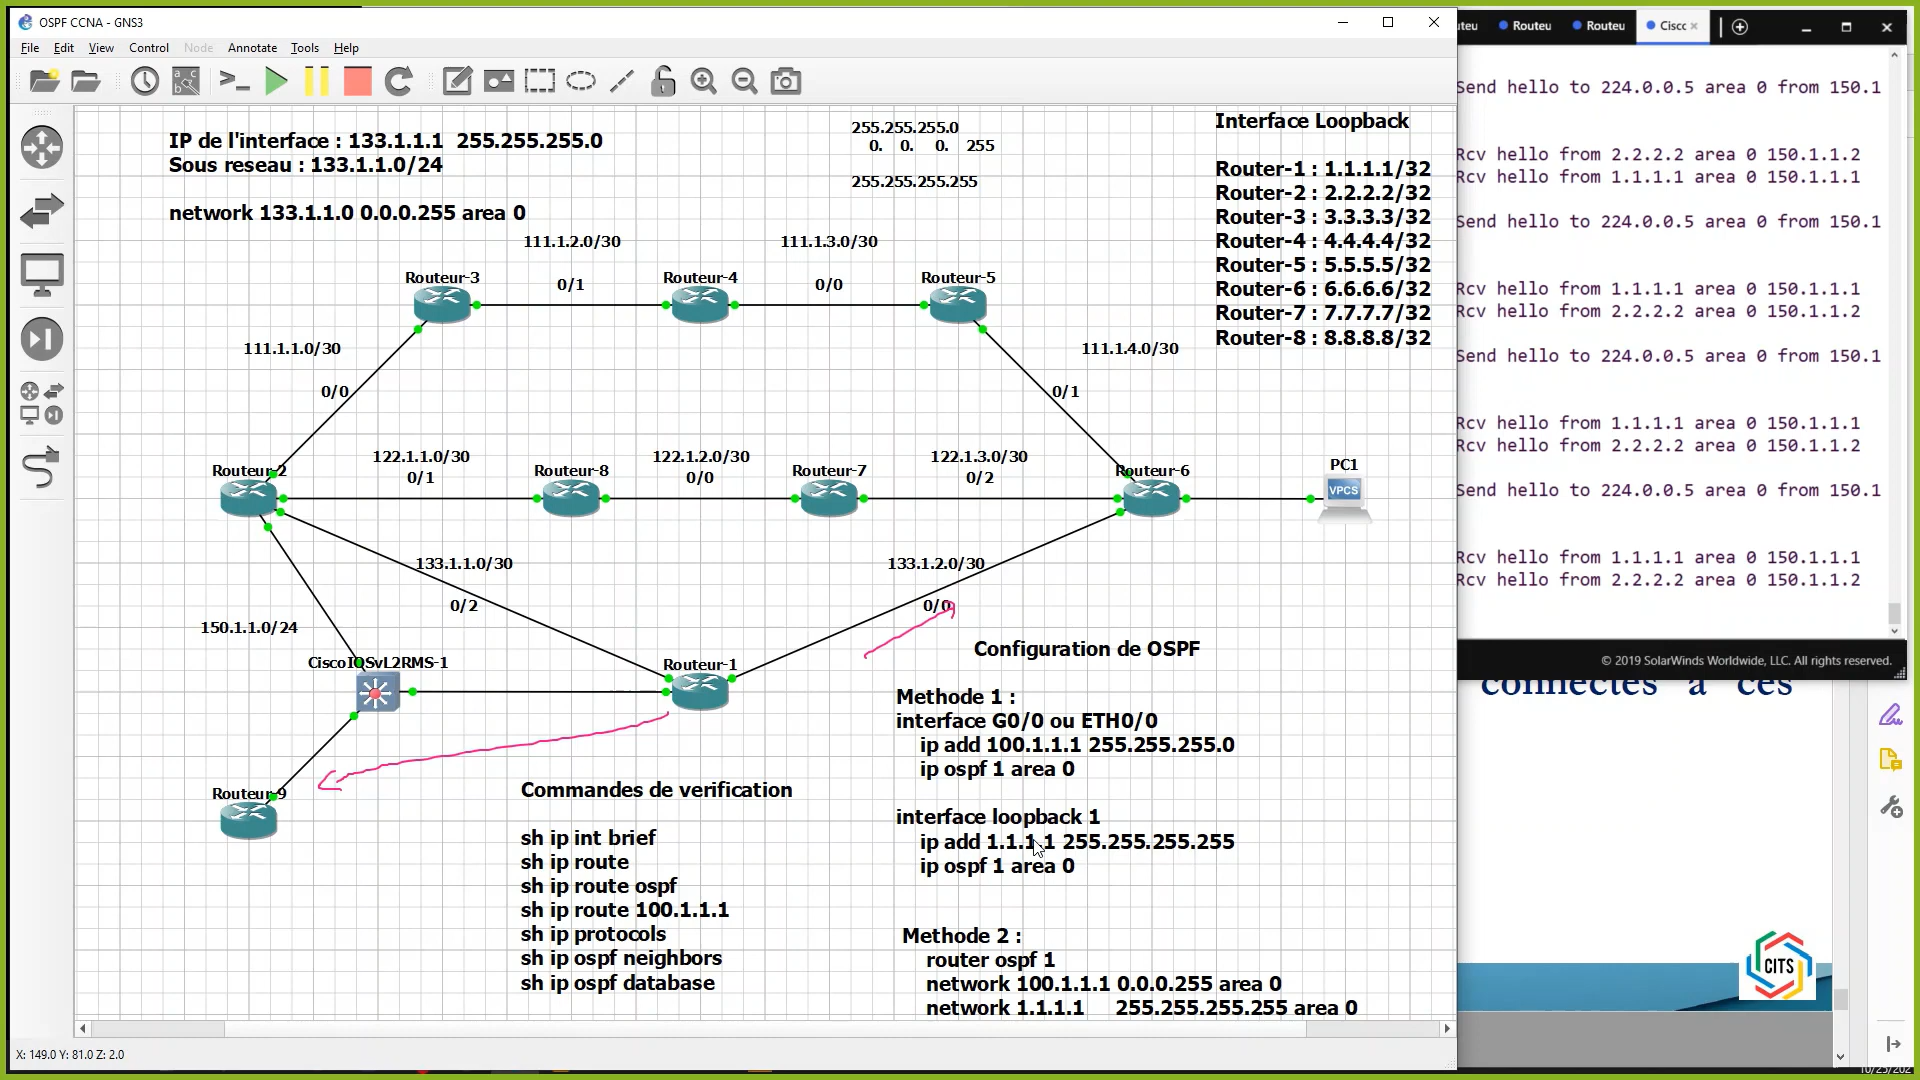 OSPF CCNA - GNS3
File Edit View Control Node Annotate Tools Help
IP de l'interface : 133.1.1.1 255.255.255.0
Sous reseau : 133.1.1.0/24
network 133.1.1.0 0.0.0.255 area 0
255.255.255.0
0. 0. 0. 255
255.255.255.255
Interface Loopback
Router-1 : 1.1.1.1/32
Router-2 : 2.2.2.2/32
Router-3 : 3.3.3.3/32
Router-4 : 4.4.4.4/32
Router-5 : 5.5.5.5/32
Router-6 : 6.6.6.6/32
Router-7 : 7.7.7.7/32
Router-8 : 8.8.8.8/32
111.1.2.0/30
111.1.3.0/30
Routeur-3
0/1
Routeur-4
0/0
Routeur-5
111.1.1.0/30
111.1.4.0/30
0/0
0/1
122.1.1.0/30
122.1.2.0/30
122.1.3.0/30
Routeur-2
0/1
Routeur-8
0/0
Routeur-7
0/2
Routeur-6
PC1
VPCS
133.1.1.0/30
133.1.2.0/30
0/2
0/0
150.1.1.0/24
CiscoIOSvL2RMS-1
Routeur-1
Routeur-9
Configuration de OSPF
Methode 1 :
interface G0/0 ou ETH0/0
ip add 100.1.1.1 255.255.255.0
ip ospf 1 area 0
interface loopback 1
ip add 1.1.1.1 255.255.255.255
ip ospf 1 area 0
Methode 2 :
router ospf 1
network 100.1.1.1 0.0.0.255 area 0
network 1.1.1.1 255.255.255.255 area 0
Commandes de verification
sh ip int brief
sh ip route
sh ip route ospf
sh ip route 100.1.1.1
sh ip protocols
sh ip ospf neighbors
sh ip ospf database
X: 149.0 Y: 81.0 Z: 2.0
uteu Routeu Routeu Cisco
Send hello to 224.0.0.5 area 0 from 150.1
Rcv hello from 2.2.2.2 area 0 150.1.1.2
Rcv hello from 1.1.1.1 area 0 150.1.1.1
Send hello to 224.0.0.5 area 0 from 150.1
Rcv hello from 1.1.1.1 area 0 150.1.1.1
Rcv hello from 2.2.2.2 area 0 150.1.1.2
Send hello to 224.0.0.5 area 0 from 150.1
Rcv hello from 1.1.1.1 area 0 150.1.1.1
Rcv hello from 2.2.2.2 area 0 150.1.1.2
Send hello to 224.0.0.5 area 0 from 150.1
Rcv hello from 1.1.1.1 area 0 150.1.1.1
Rcv hello from 2.2.2.2 area 0 150.1.1.2
© 2019 SolarWinds Worldwide, LLC. All rights reserved.
connectés à ces
CITS